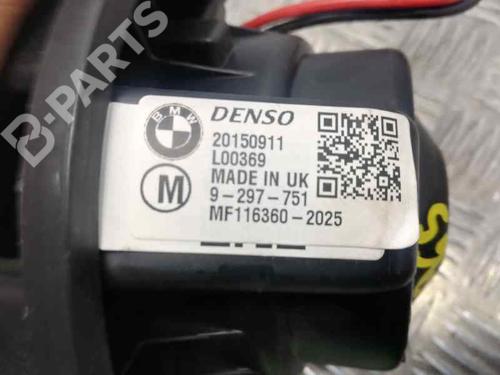 B-PARTS
BMW
DENSO
20150911
L00369
MADE IN UK
M
9-297-751
MF116360-2025